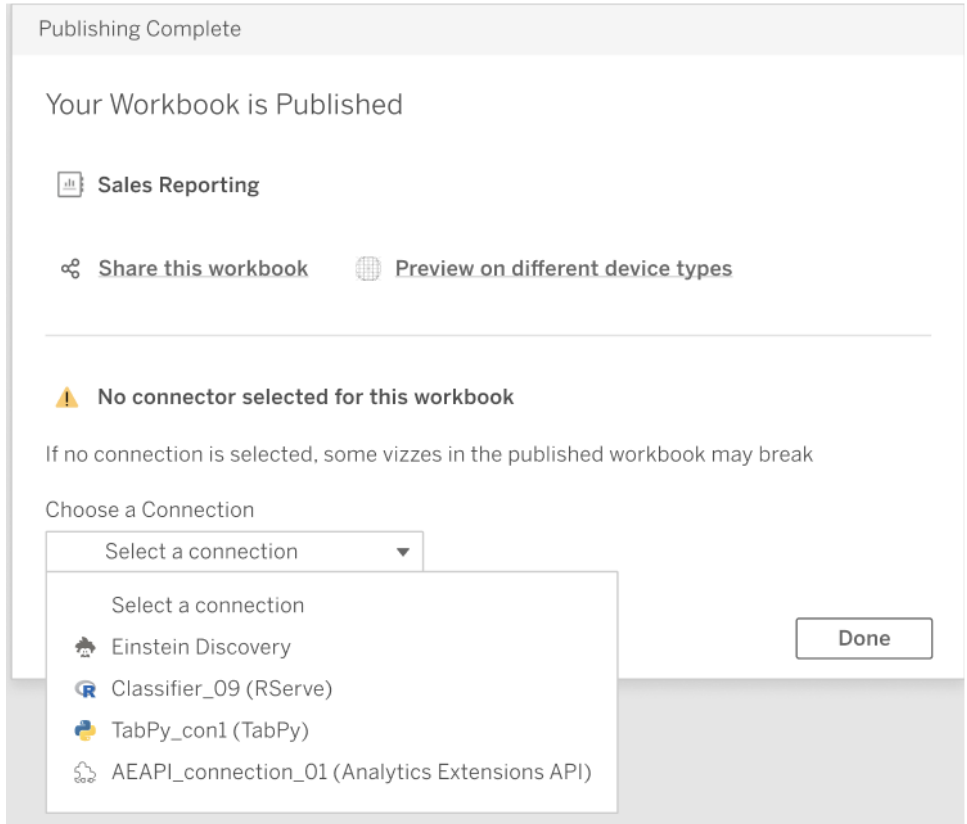 Publishing Complete
Your Workbook is Published
Sales Reporting
Share this workbook
Preview on different device types
No connector selected for this workbook
If no connection is selected, some vizzes in the published workbook may break
Choose a Connection
Select a connection
Select a connection
Einstein Discovery
Done
Classifier_09 (RServe)
TabPy_con1 (TabPy)
AEAPI_connection_01 (Analytics Extensions API)